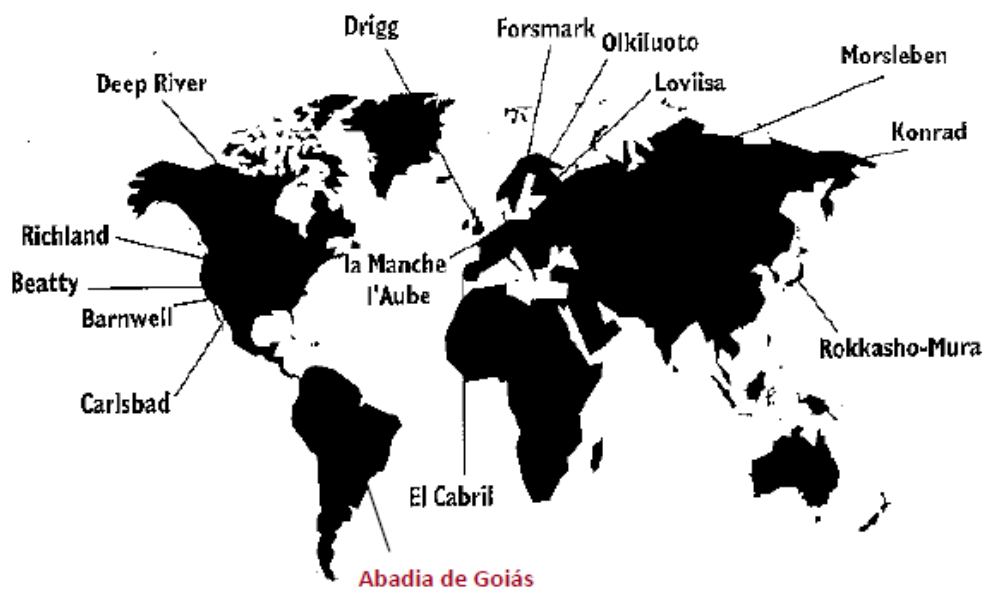 Drigg
Forsmark
Olkiluoto
Morsleben
Deep River
Loviisa
Konrad
Richland
la Manche
Beatty
l'Aube
Barnwell
Rokkasho-Mura
Carlsbad
El Cabril
Abadia de Goiás